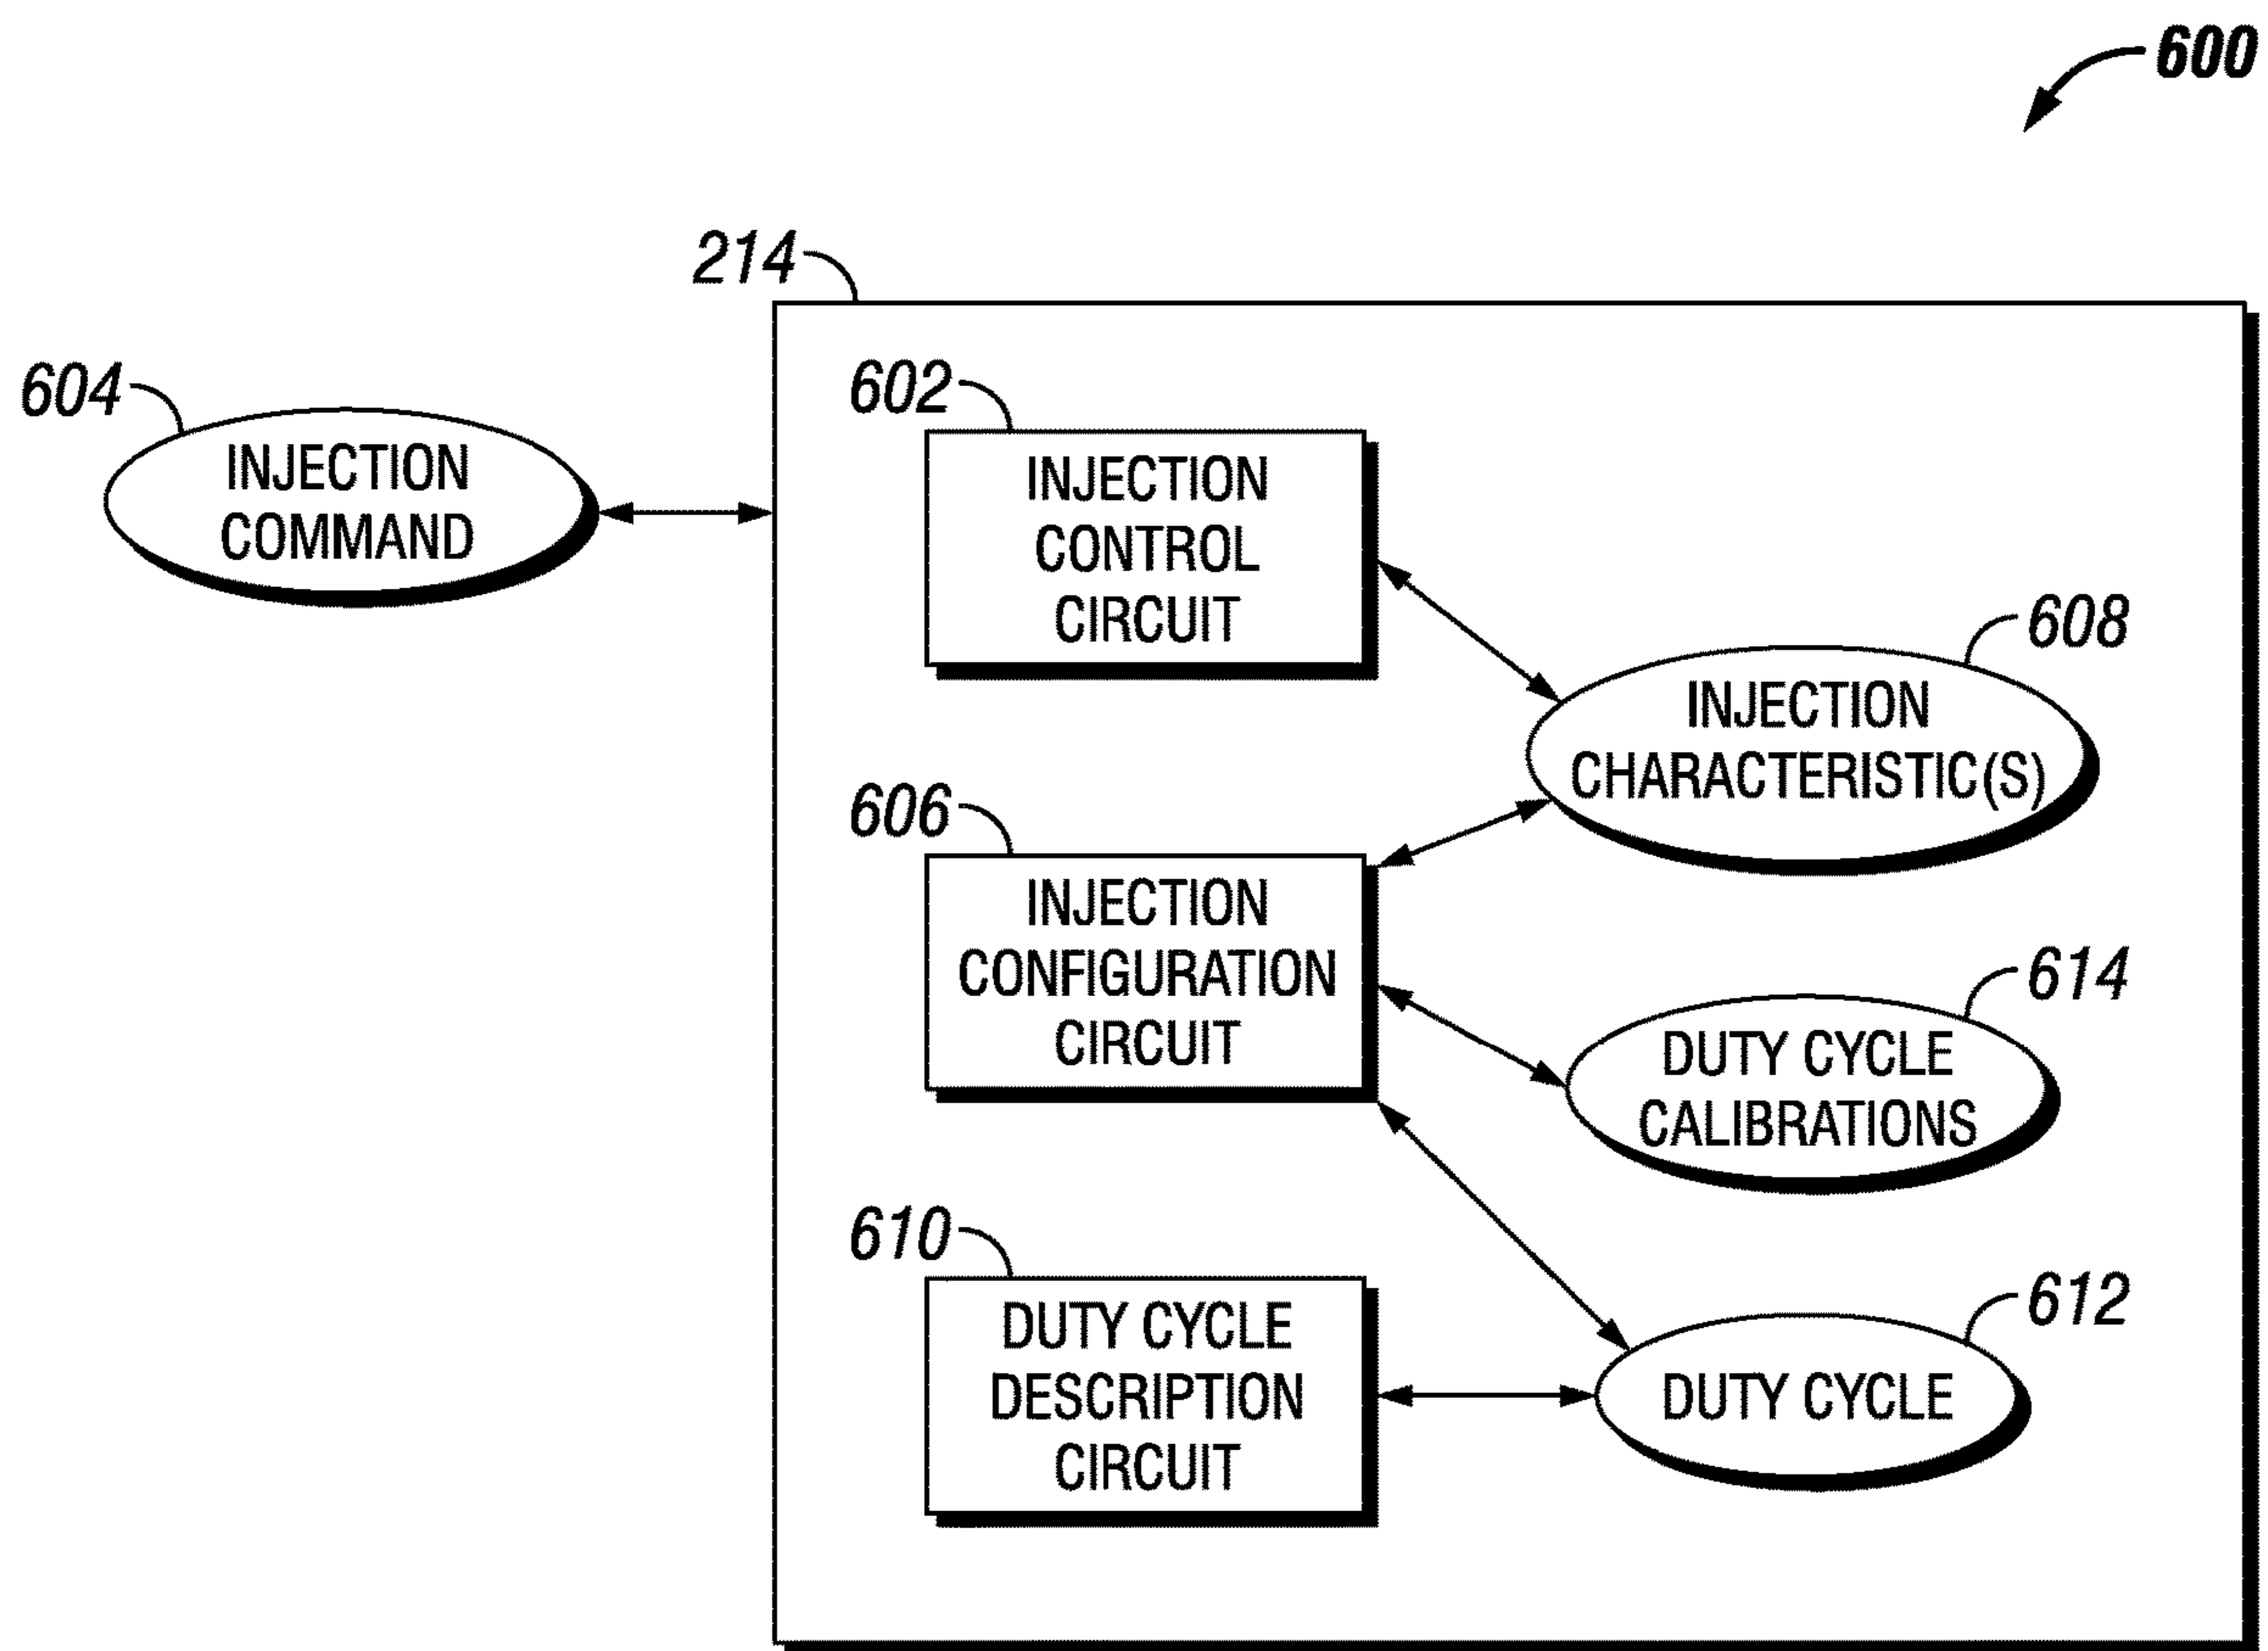 600
214
604
INJECTION
COMMAND
602
INJECTION
CONTROL
CIRCUIT
608
INJECTION
CHARACTERISTIC(S)
606
INJECTION
CONFIGURATION
CIRCUIT
614
DUTY CYCLE
CALIBRATIONS
610
DUTY CYCLE
DESCRIPTION
CIRCUIT
612
DUTY CYCLE